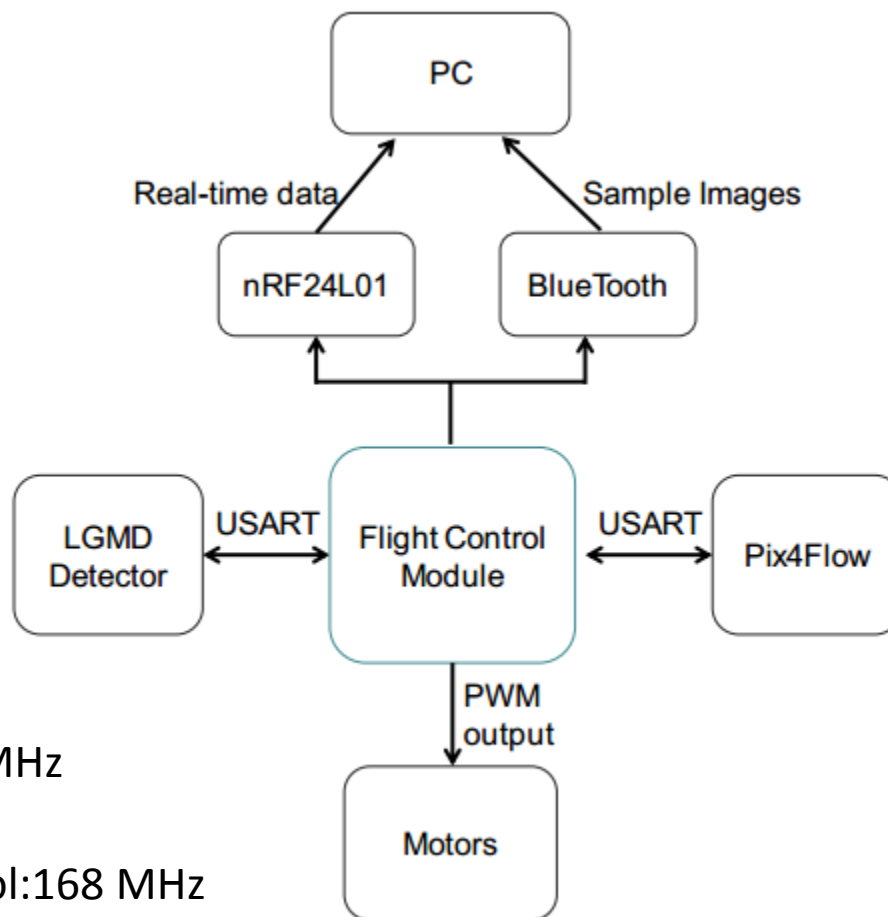 PC
Real-time data
Sample Images
nRF24L01
BlueTooth
LGMD
Detector
USART
Flight Control
Module
USART
Pix4Flow
PWM
output
MHz
Motors
ol:168 MHz